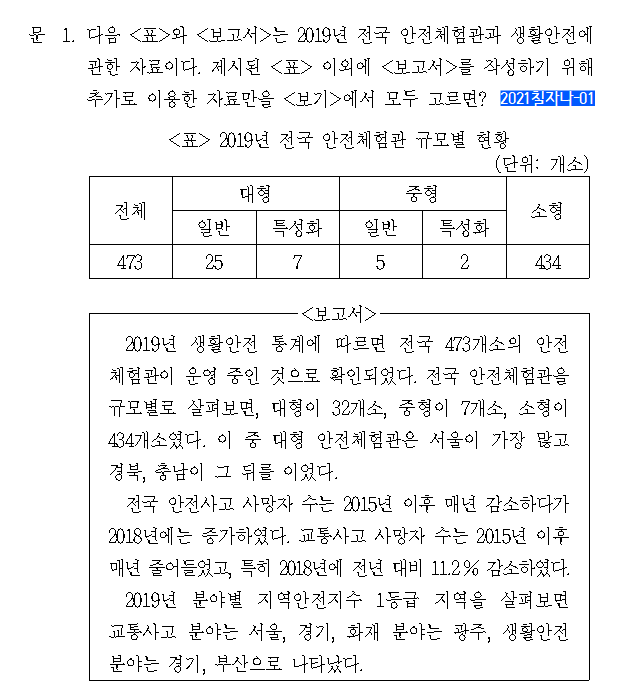 문 1. 다음 <표>와 <보고서>는 2019년 전국 안전체험관과 생활안전에
관한 자료이다. 제시된 <표> 이외에 <보고서>를 작성하기 위해
추가로 이용한 자료만을 <보기>에서 모두 고르면? 2021칠자나-01
<표> 2019년 전국 안전체험관 규모별 현황
(단위: 개소)
전체 대형 중형 소형
일반 특성화 일반 특성화
473 25 7 5 2 434
<보고서>
2019년 생활안전 통계에 따르면 전국 473개소의 안전
체험관이 운영 중인 것으로 확인되었다. 전국 안전체험관을
규모별로 살펴보면, 대형이 32개소, 중형이 7개소, 소형이
434개소였다. 이 중 대형 안전체험관은 서울이 가장 많고
경북, 충남이 그 뒤를 이었다.
전국 안전사고 사망자 수는 2015년 이후 매년 감소하다가
2018년에는 증가하였다. 교통사고 사망자 수는 2015년 이후
매년 줄어들었고, 특히 2018년에 전년 대비 11.2% 감소하였다.
2019년 분야별 지역안전지수 1등급 지역을 살펴보면
교통사고 분야는 서울, 경기, 화재 분야는 광주, 생활안전
분야는 경기, 부산으로 나타났다.